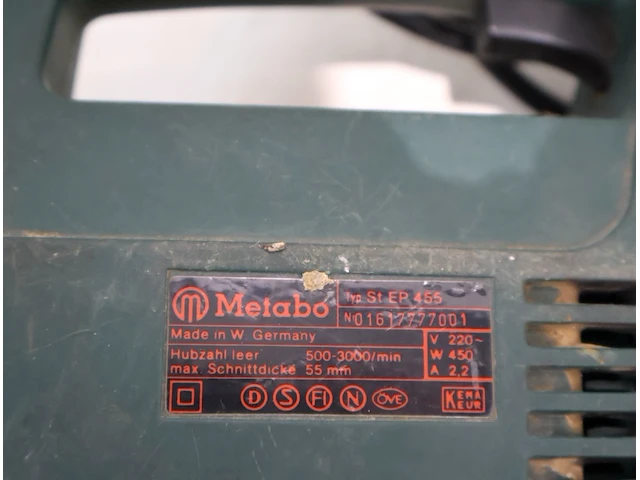 Metabo
Typ St EP 455
N:01617777001
Made in W. Germany
Hubzahl leer 500-3000/min
max. Schnittdicke 55 mm
V 220~
W 450
A 2,2
D S FI N ÖVE
KEMA
KEUR